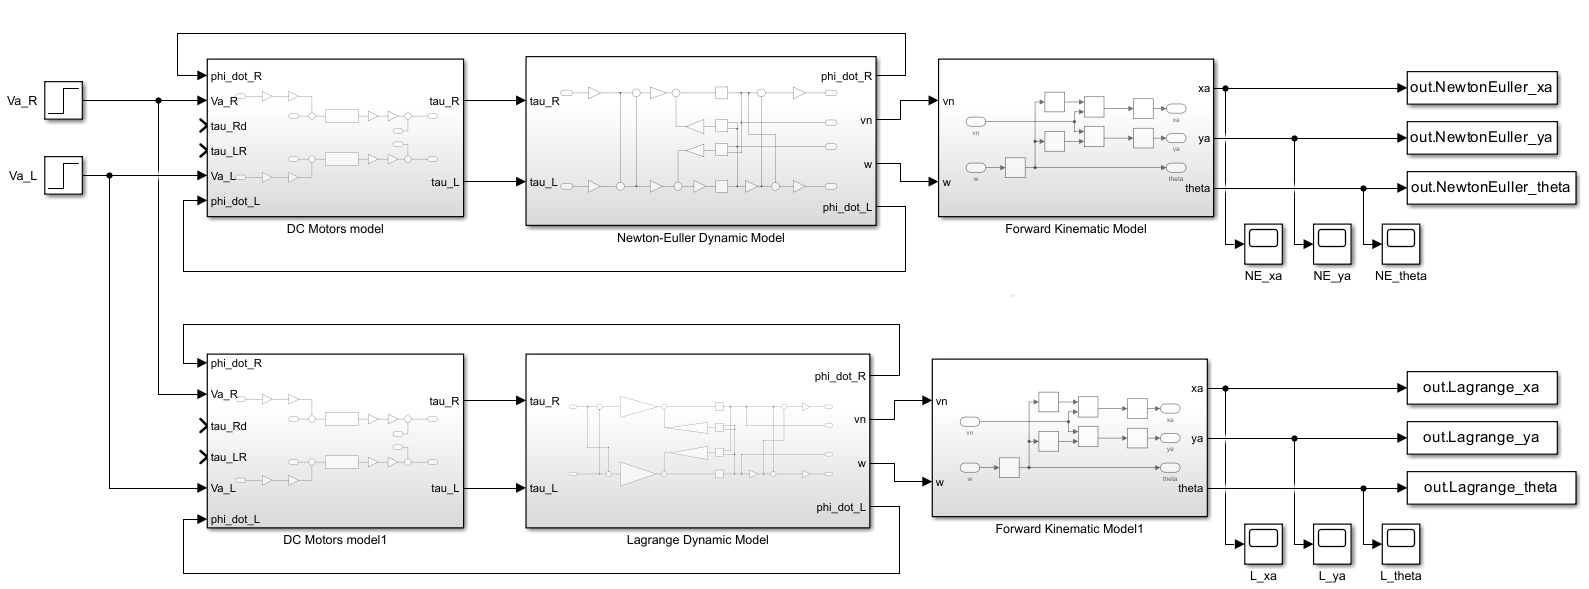 Va_R
Va_L
phi_dot_R
Va_R
tau_Rd
tau_LR
Va_L
phi_dot_L
tau_R
tau_L
DC Motors model
tau_R
tau_L
phi_dot_R
vn
w
phi_dot_L
Newton-Euller Dynamic Model
vn
w
vn
w
xa
ya
theta
xa
ya
theta
Forward Kinematic Model
out.NewtonEuller_xa
out.NewtonEuller_ya
out.NewtonEuller_theta
NE_xa
NE_ya
NE_theta
phi_dot_R
Va_R
tau_Rd
tau_LR
Va_L
phi_dot_L
tau_R
tau_L
DC Motors model1
tau_R
tau_L
phi_dot_R
vn
w
phi_dot_L
Lagrange Dynamic Model
vn
w
vn
w
xa
ya
theta
xa
ya
theta
Forward Kinematic Model1
out.Lagrange_xa
out.Lagrange_ya
out.Lagrange_theta
L_xa
L_ya
L_theta